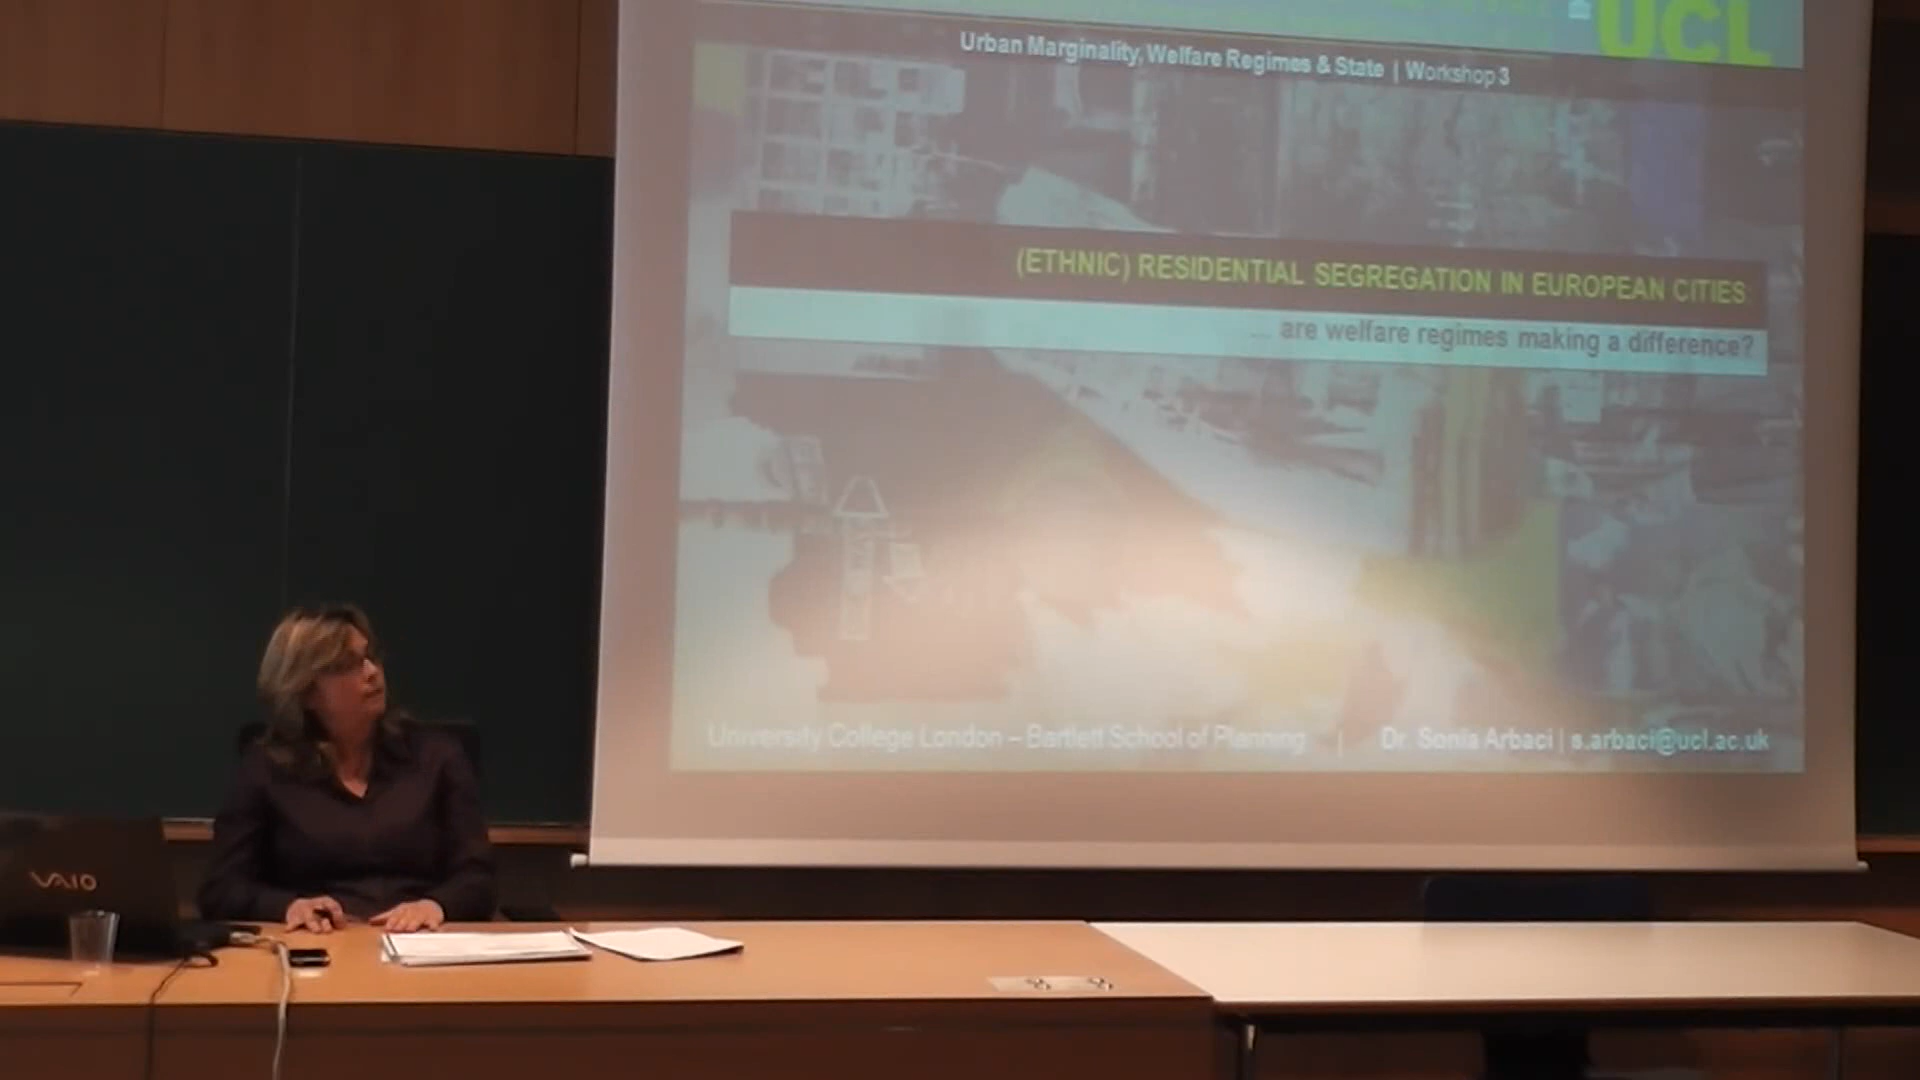 UCL
Urban Marginality, Welfare Regimes & State | Workshop 3
(ETHNIC) RESIDENTIAL SEGREGATION IN EUROPEAN CITIES:
... are welfare regimes making a difference?
University College London – Bartlett School of Planning | Dr. Sonia Arbaci | s.arbaci@ucl.ac.uk
VAIO